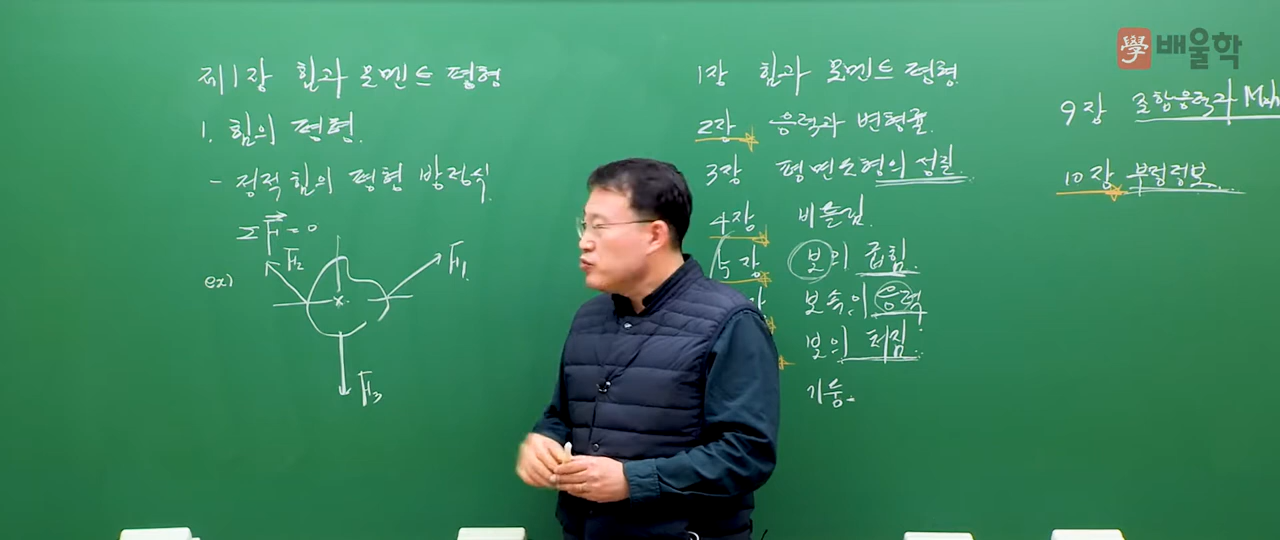 제1장 힘과 모멘트 평형
1. 힘의 평형.
- 정적힘의 평형 방정식
ΣF⃗=0
ex)
F₂
F₁
F₃
1장 힘과 모멘트 평형.
2장 응력과 변형률.
3장 평면도형의 성질.
4장 비틀림.
5장 보의 굽힘.
보속의 응력
보의 처짐.
기둥.
9장 조합응력과 Moh
10장 부정정보
學 배울학